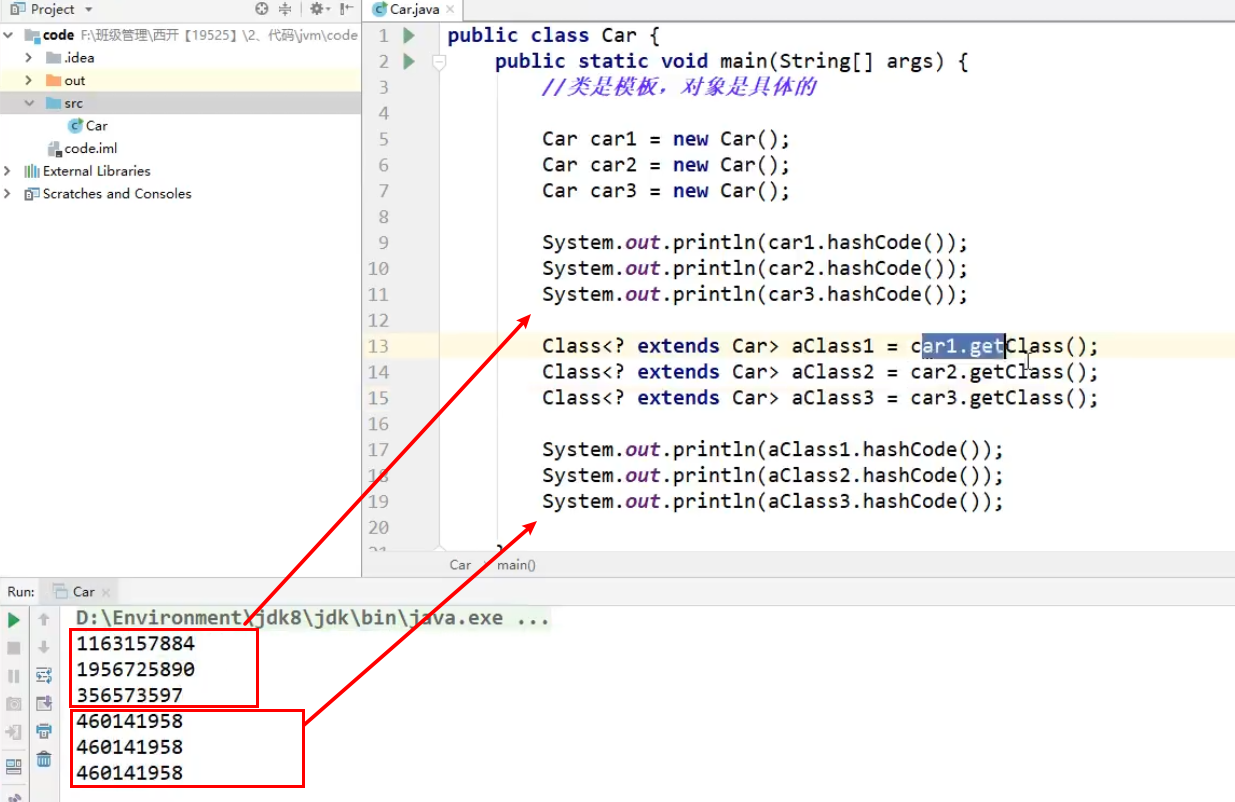 Project
Car.java
code F:\班级管理\西开【19525】\2、代码\jvm\code
.idea
out
src
Car
code.iml
External Libraries
Scratches and Consoles
1 public class Car {
2 public static void main(String[] args) {
3 //类是模板，对象是具体的
4
5 Car car1 = new Car();
6 Car car2 = new Car();
7 Car car3 = new Car();
8
9 System.out.println(car1.hashCode());
10 System.out.println(car2.hashCode());
11 System.out.println(car3.hashCode());
12
13 Class<? extends Car> aClass1 = car1.getClass();
14 Class<? extends Car> aClass2 = car2.getClass();
15 Class<? extends Car> aClass3 = car3.getClass();
16
17 System.out.println(aClass1.hashCode());
18 System.out.println(aClass2.hashCode());
19 System.out.println(aClass3.hashCode());
20
Car main()
Run: Car
D:\Environment\jdk8\jdk\bin\java.exe ...
1163157884
1956725890
356573597
460141958
460141958
460141958